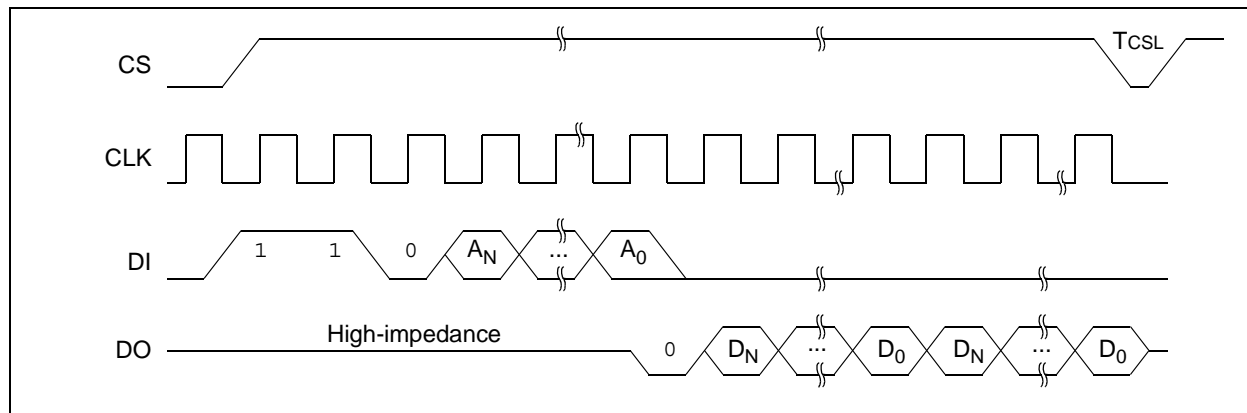 CS
TCSL
CLK
DI 1 1 0 AN ... A0
High-impedance
DO 0 DN ... D0 DN ... D0